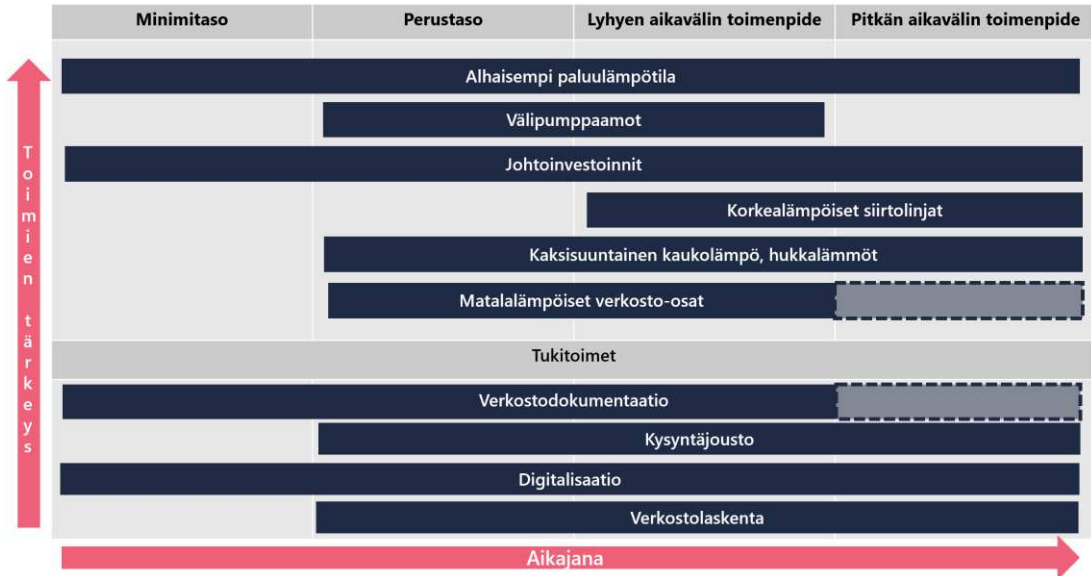 Minimitaso
Perustaso
Lyhyen aikavälin toimenpide
Pitkän aikavälin toimenpide
Toimien tärkeys
Alhaisempi paluulämpötila
Välipumppaamot
Johtoinvestoinnit
Korkealämpöiset siirtolinjat
Kaksisuuntainen kaukolämpö, hukkalämmöt
Matalalämpöiset verkosto-osat
Tukitoimet
Verkostodokumentaatio
Kysyntäjousto
Digitalisaatio
Verkostolaskenta
Aikajana